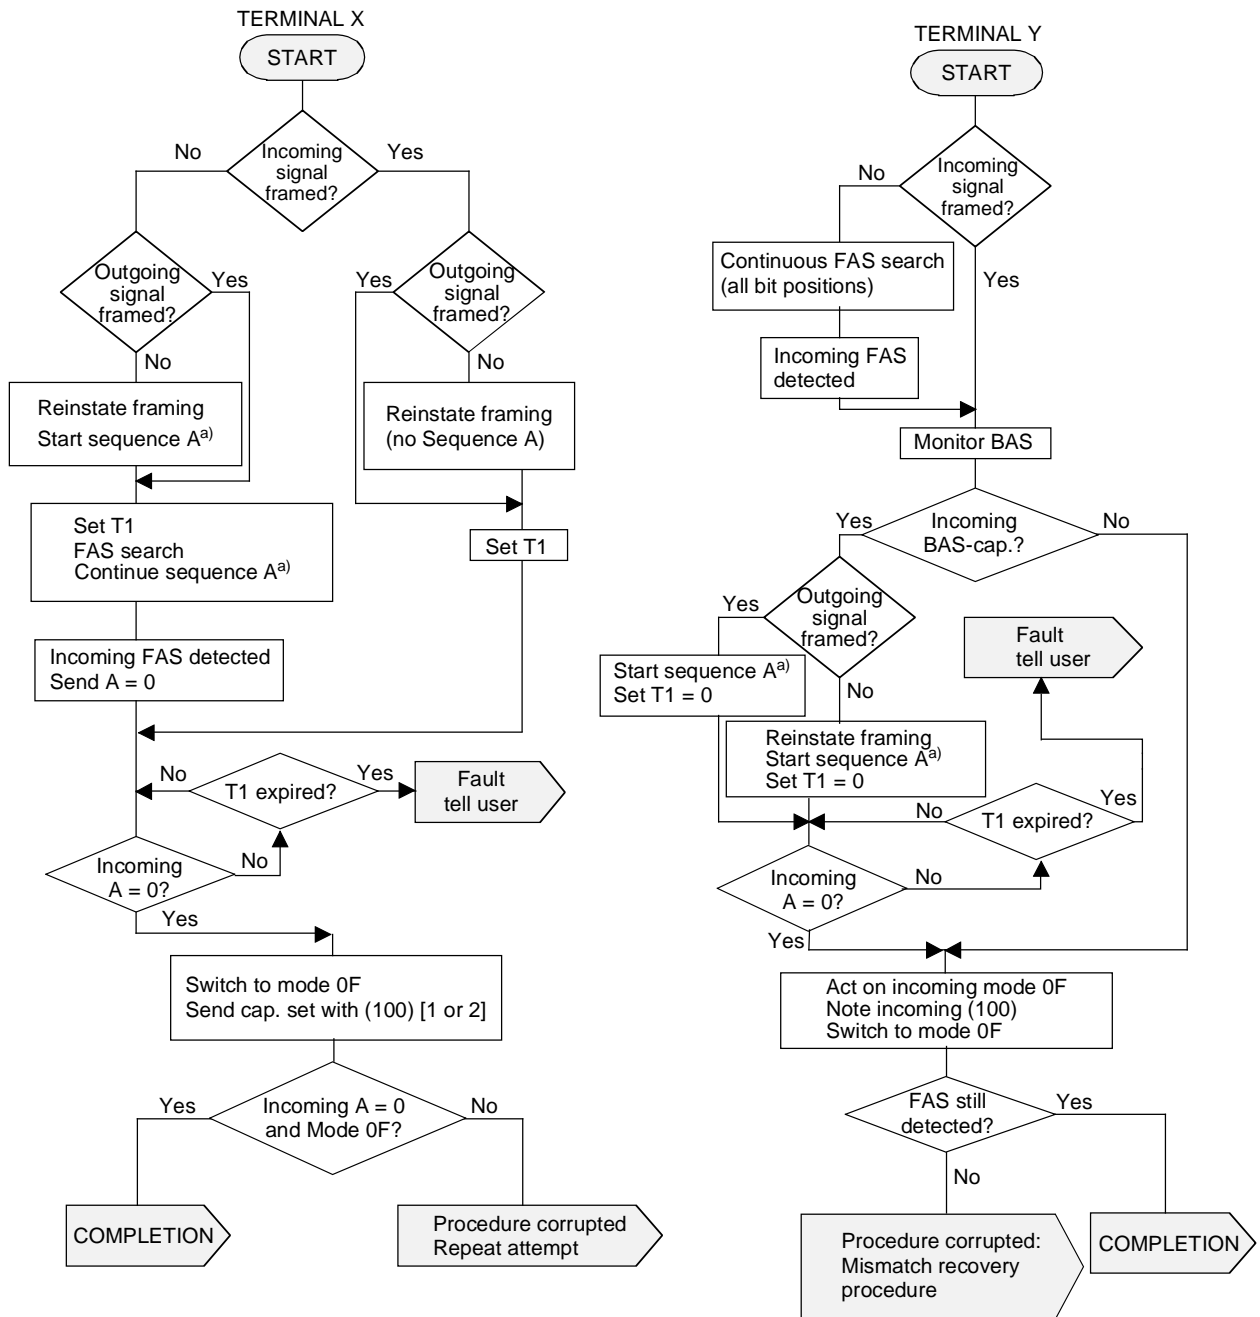 TERMINAL X
START
Incoming
signal
framed?
No
Yes
Outgoing
signal
framed?
Yes
No
Outgoing
signal
framed?
Yes
No
Reinstate framing
Start sequence Aa)
Reinstate framing
(no Sequence A)
Set T1
FAS search
Continue sequence Aa)
Set T1
Incoming FAS detected
Send A = 0
No
T1 expired?
Yes
Fault
tell user
Incoming
A = 0?
No
Yes
Switch to mode 0F
Send cap. set with (100) [1 or 2]
Yes
Incoming A = 0
and Mode 0F?
No
COMPLETION
Procedure corrupted
Repeat attempt
TERMINAL Y
START
Incoming
signal
framed?
No
Yes
Continuous FAS search
(all bit positions)
Incoming FAS
detected
Monitor BAS
Yes
Incoming
BAS-cap.?
No
Yes
Outgoing
signal
framed?
No
Fault
tell user
Start sequence Aa)
Set T1 = 0
Reinstate framing
Start sequence Aa)
Set T1 = 0
No
T1 expired?
Yes
Incoming
A = 0?
No
Yes
Act on incoming mode 0F
Note incoming (100)
Switch to mode 0F
FAS still
detected?
Yes
No
Procedure corrupted:
Mismatch recovery
procedure
COMPLETION